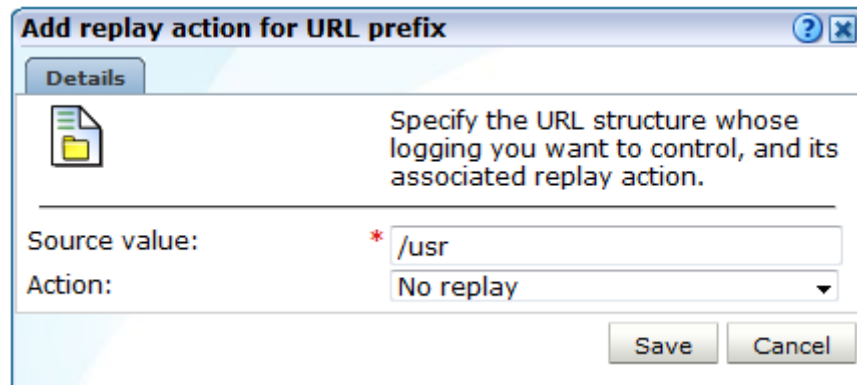 Add replay action for URL prefix
Details
Specify the URL structure whose
logging you want to control, and its
associated replay action.
Source value: * /usr
Action: No replay
Save Cancel